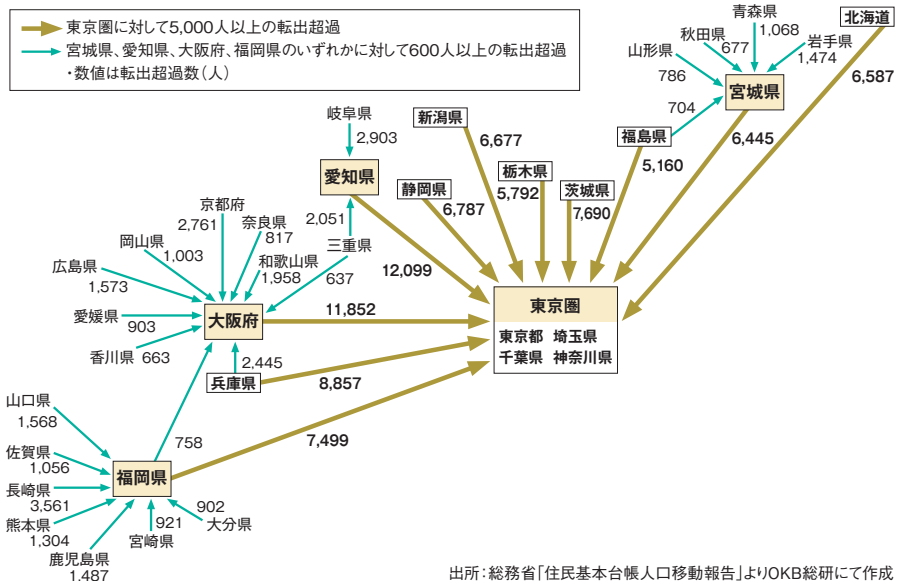 東京圏に対して5,000人以上の転出超過
宮城県、愛知県、大阪府、福岡県のいずれかに対して600人以上の転出超過
・数値は転出超過数（人）
青森県
1,068
秋田県
677
岩手県
1,474
山形県
786
宮城県
704
北海道
6,587
福島県
5,160
6,445
岐阜県
2,903
愛知県
新潟県
6,677
静岡県
6,787
栃木県
5,792
茨城県
7,690
2,051
三重県
637
12,099
京都府
2,761
奈良県
817
岡山県
1,003
和歌山県
1,958
広島県
1,573
愛媛県
903
大阪府
11,852
香川県 663
2,445
兵庫県
8,857
東京圏
東京都 埼玉県
千葉県 神奈川県
山口県
1,568
758
7,499
佐賀県
1,056
福岡県
長崎県
3,561
熊本県
1,304
鹿児島県
1,487
921
宮崎県
902
大分県
出所：総務省「住民基本台帳人口移動報告」よりOKB総研にて作成